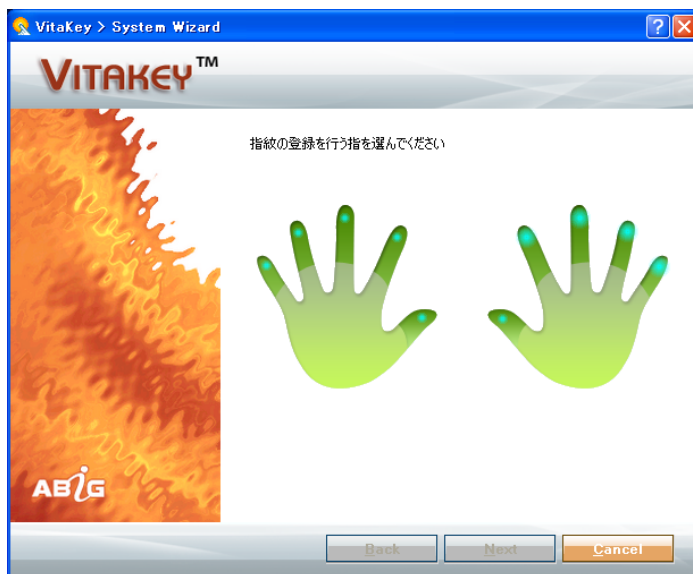 VitaKey > System Wizard
VITAKEY™
指紋の登録を行う指を選んでください
ABiG
Back Next Cancel